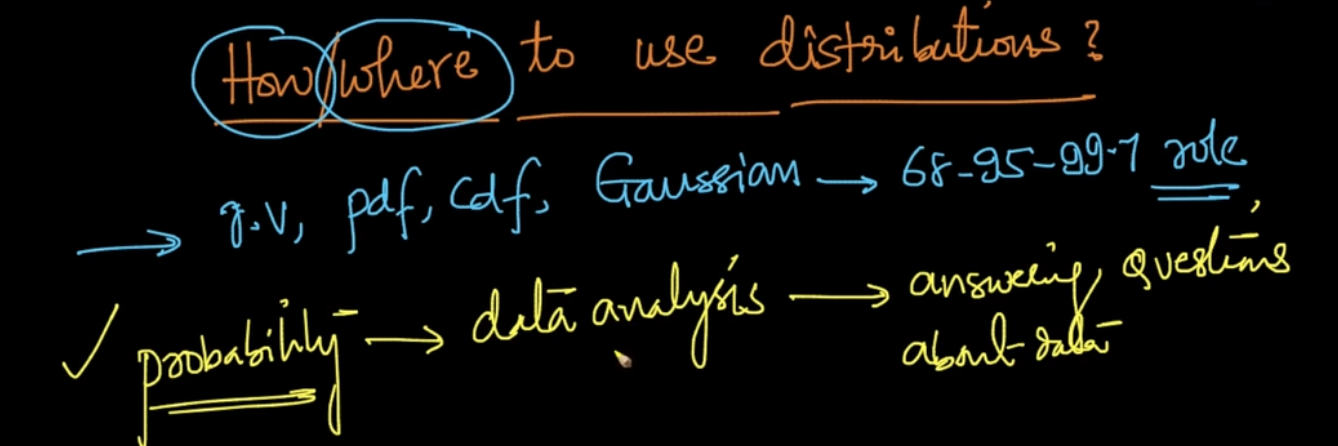 How/where to use distributions?
→ r.v, pdf, cdf, Gaussian → 68-95-99.7 rule,
✓ probability → data analysis → answering questions
about data